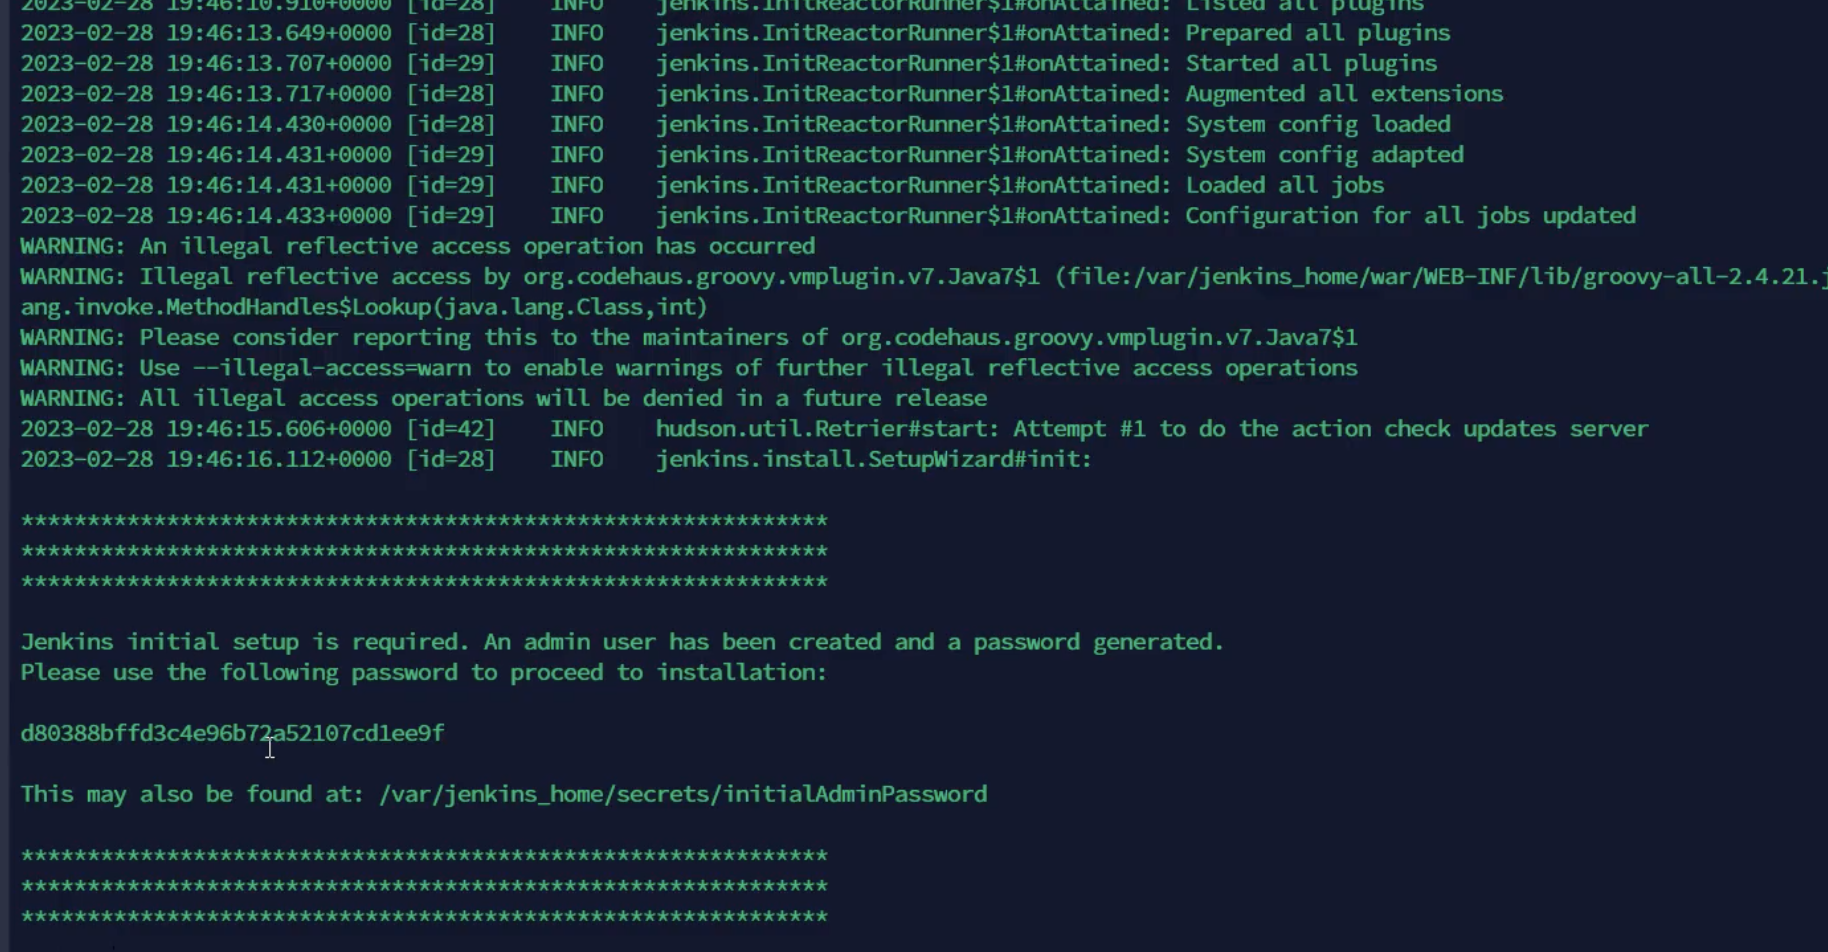 2023-02-28 19:46:10.910+0000 [id=28] INFO jenkins.InitReactorRunner$1#onAttained: Listed all plugins
2023-02-28 19:46:13.649+0000 [id=28] INFO jenkins.InitReactorRunner$1#onAttained: Prepared all plugins
2023-02-28 19:46:13.707+0000 [id=29] INFO jenkins.InitReactorRunner$1#onAttained: Started all plugins
2023-02-28 19:46:13.717+0000 [id=28] INFO jenkins.InitReactorRunner$1#onAttained: Augmented all extensions
2023-02-28 19:46:14.430+0000 [id=28] INFO jenkins.InitReactorRunner$1#onAttained: System config loaded
2023-02-28 19:46:14.431+0000 [id=29] INFO jenkins.InitReactorRunner$1#onAttained: System config adapted
2023-02-28 19:46:14.431+0000 [id=29] INFO jenkins.InitReactorRunner$1#onAttained: Loaded all jobs
2023-02-28 19:46:14.433+0000 [id=29] INFO jenkins.InitReactorRunner$1#onAttained: Configuration for all jobs updated
WARNING: An illegal reflective access operation has occurred
WARNING: Illegal reflective access by org.codehaus.groovy.vmplugin.v7.Java7$1 (file:/var/jenkins_home/war/WEB-INF/lib/groovy-all-2.4.21.j
ang.invoke.MethodHandles$Lookup(java.lang.Class,int)
WARNING: Please consider reporting this to the maintainers of org.codehaus.groovy.vmplugin.v7.Java7$1
WARNING: Use --illegal-access=warn to enable warnings of further illegal reflective access operations
WARNING: All illegal access operations will be denied in a future release
2023-02-28 19:46:15.606+0000 [id=42] INFO hudson.util.Retrier#start: Attempt #1 to do the action check updates server
2023-02-28 19:46:16.112+0000 [id=28] INFO jenkins.install.SetupWizard#init:
*************************************************************
*************************************************************
*************************************************************
Jenkins initial setup is required. An admin user has been created and a password generated.
Please use the following password to proceed to installation:
d80388bffd3c4e96b72a52107cd1ee9f
This may also be found at: /var/jenkins_home/secrets/initialAdminPassword
*************************************************************
*************************************************************
*************************************************************